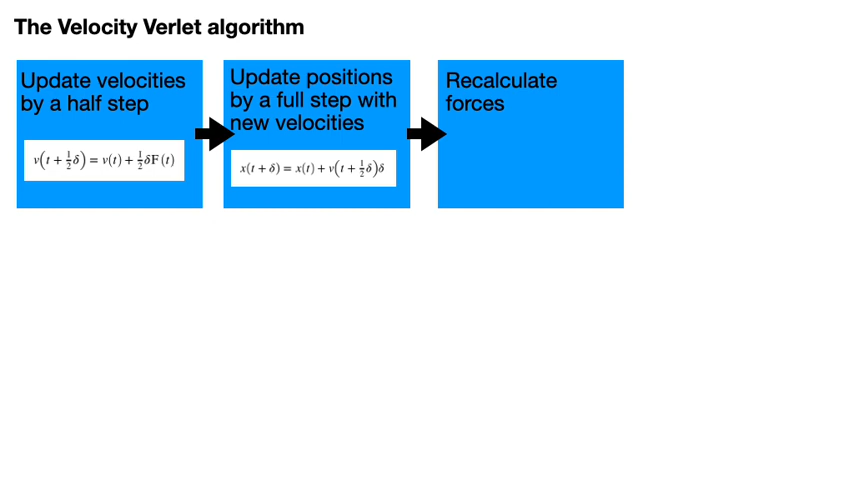 The Velocity Verlet algorithm
Update velocities
by a half step
v(t + ½δ) = v(t) + ½δF(t)
Update positions
by a full step with
new velocities
x(t + δ) = x(t) + v(t + ½δ)δ
Recalculate
forces